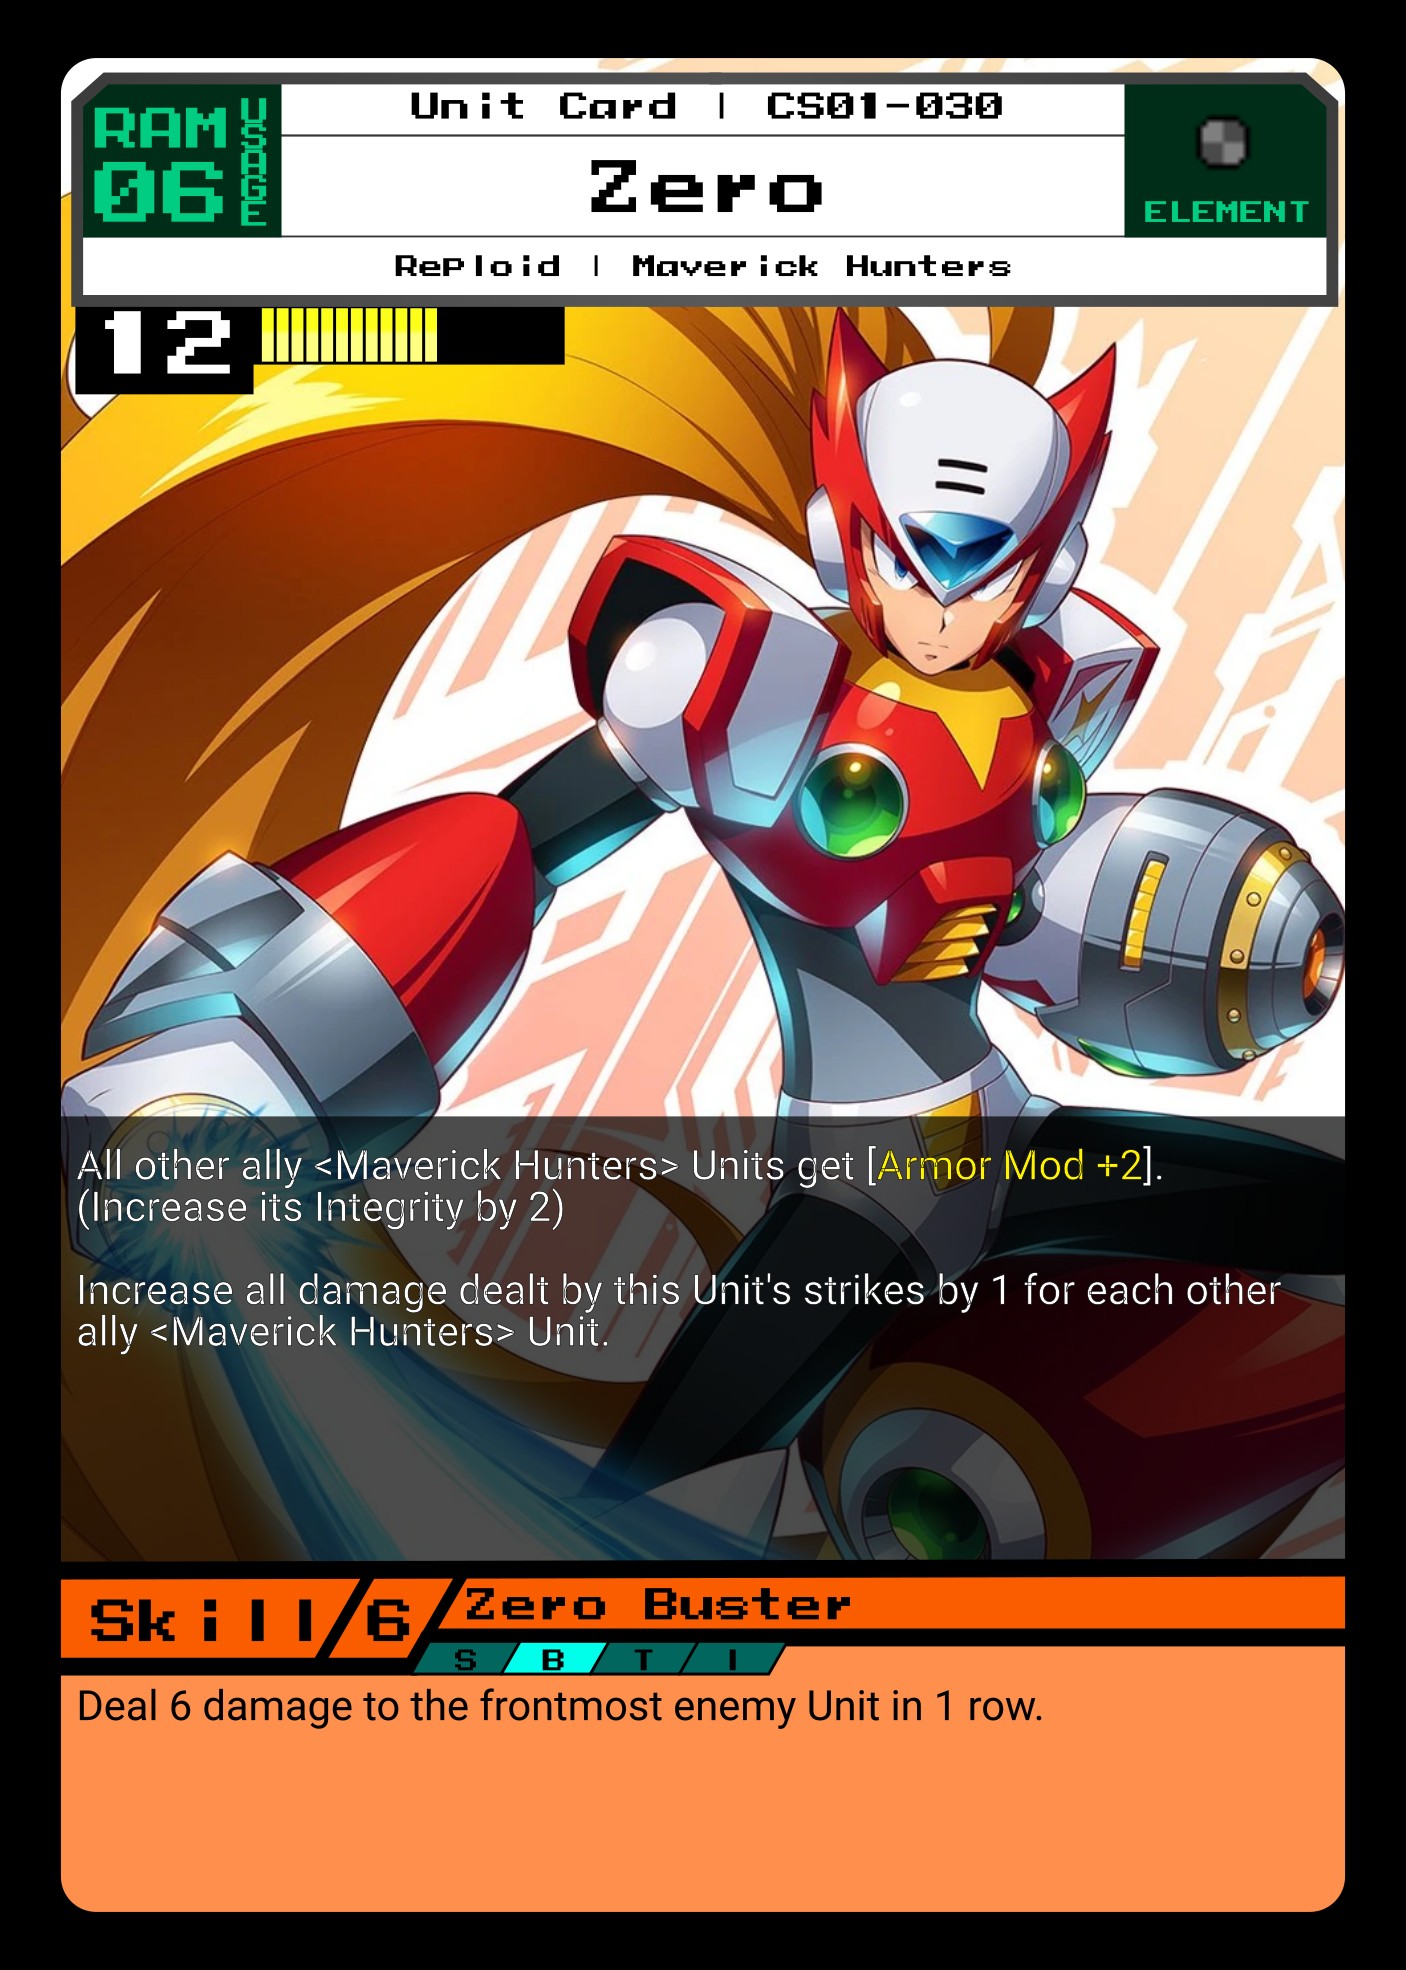 RAM
06
USAGE
Unit Card | CS01-030
Zero
ELEMENT
Reploid | Maverick Hunters
12
All other ally <Maverick Hunters> Units get [Armor Mod +2].
(Increase its Integrity by 2)
Increase all damage dealt by this Unit's strikes by 1 for each other
ally <Maverick Hunters> Unit.
Skill/6/Zero Buster
S B T I
Deal 6 damage to the frontmost enemy Unit in 1 row.